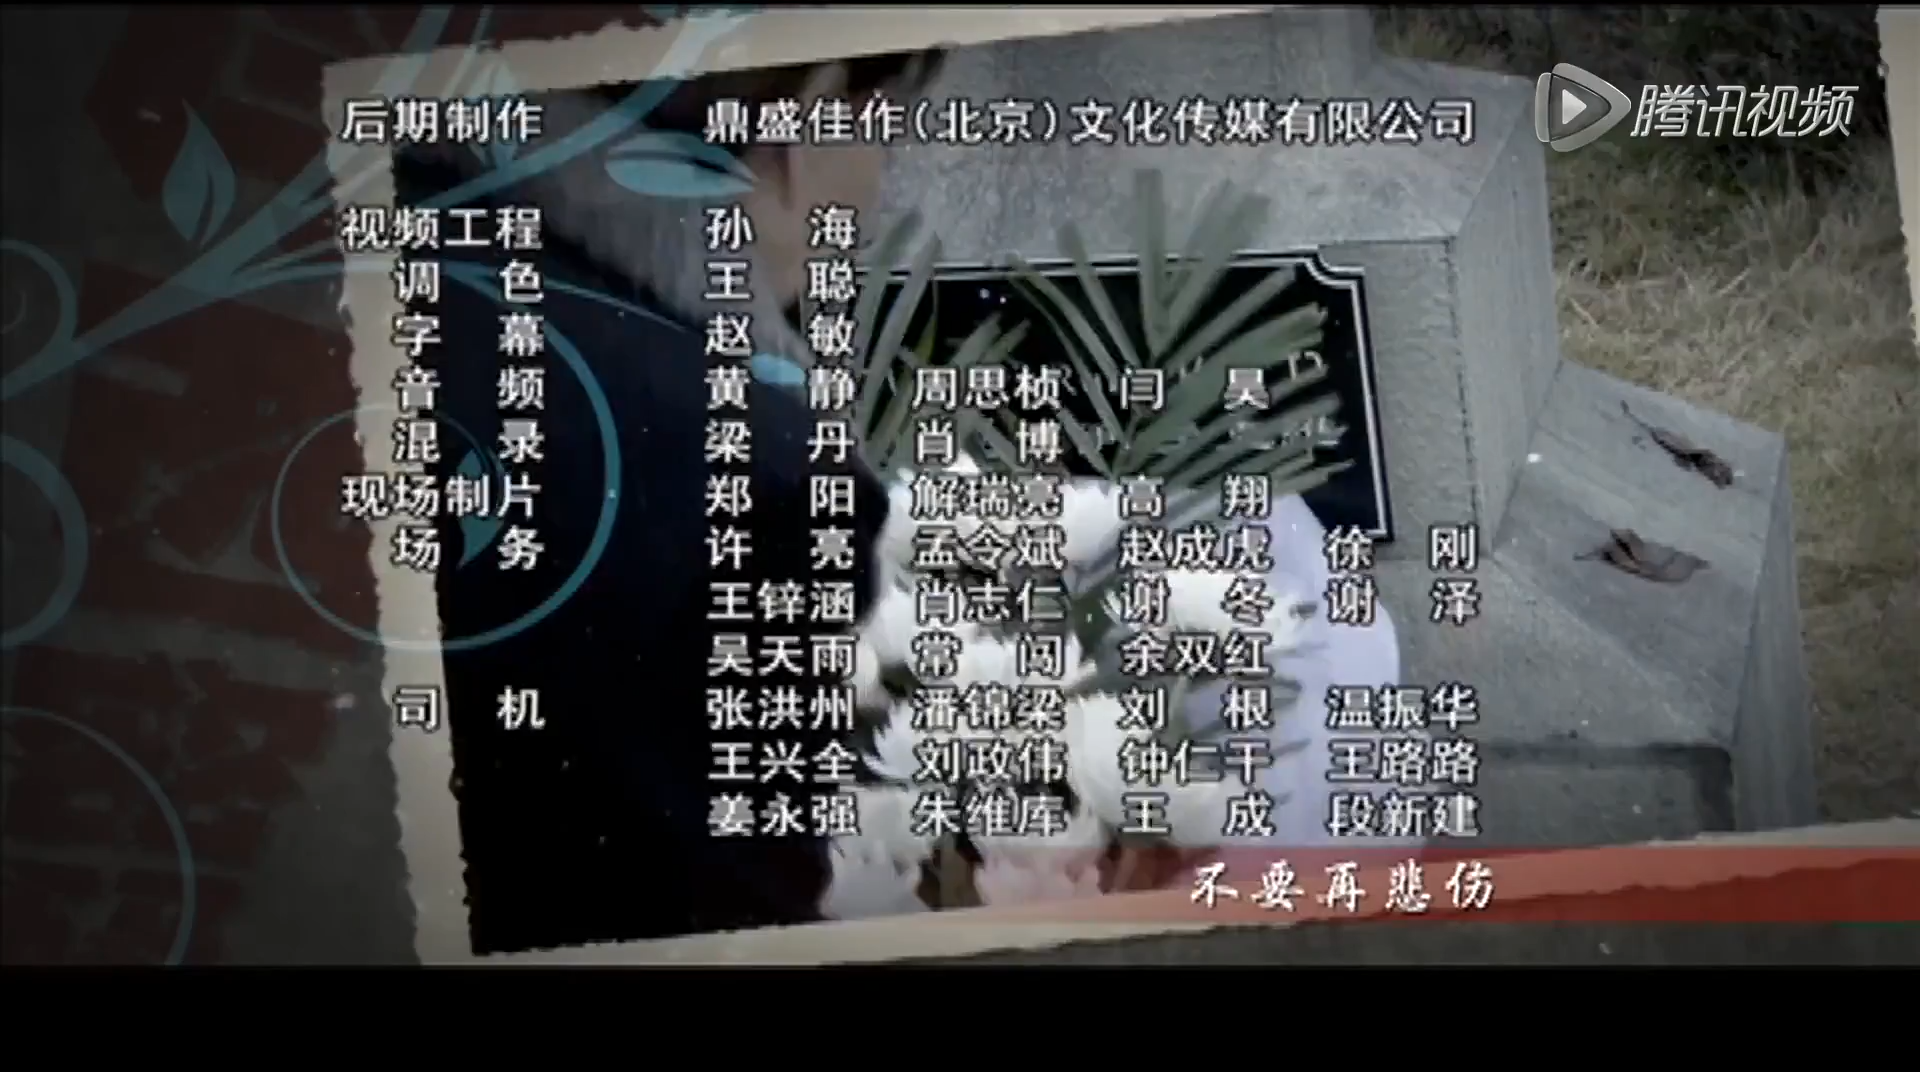 后期制作 鼎盛佳作(北京)文化传媒有限公司
腾讯视频
视频工程 孙海
调色 王聪
字幕 赵敏
音频 黄静 周思桢 闫昊
混录 梁丹 肖博
现场制片 郑阳 解瑞亮 高翔
场务 许亮 孟令斌 赵成虎 徐刚
王锌涵 肖志仁 谢冬 谢泽
吴天雨 常闯 余双红
司机 张洪州 潘锦梁 刘根 温振华
王兴全 刘政伟 钟仁干 王路路
姜永强 朱维库 王成 段新建
不要再悲伤